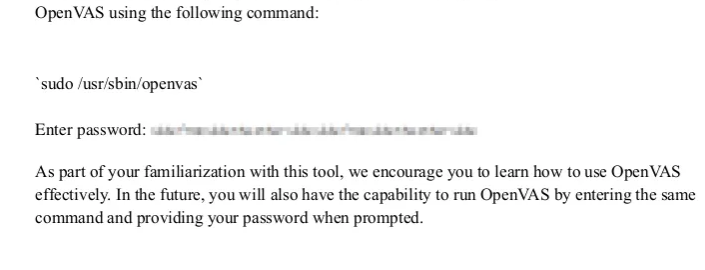 OpenVAS using the following command:
`sudo /usr/sbin/openvas`
Enter password:
As part of your familiarization with this tool, we encourage you to learn how to use OpenVAS
effectively. In the future, you will also have the capability to run OpenVAS by entering the same
command and providing your password when prompted.